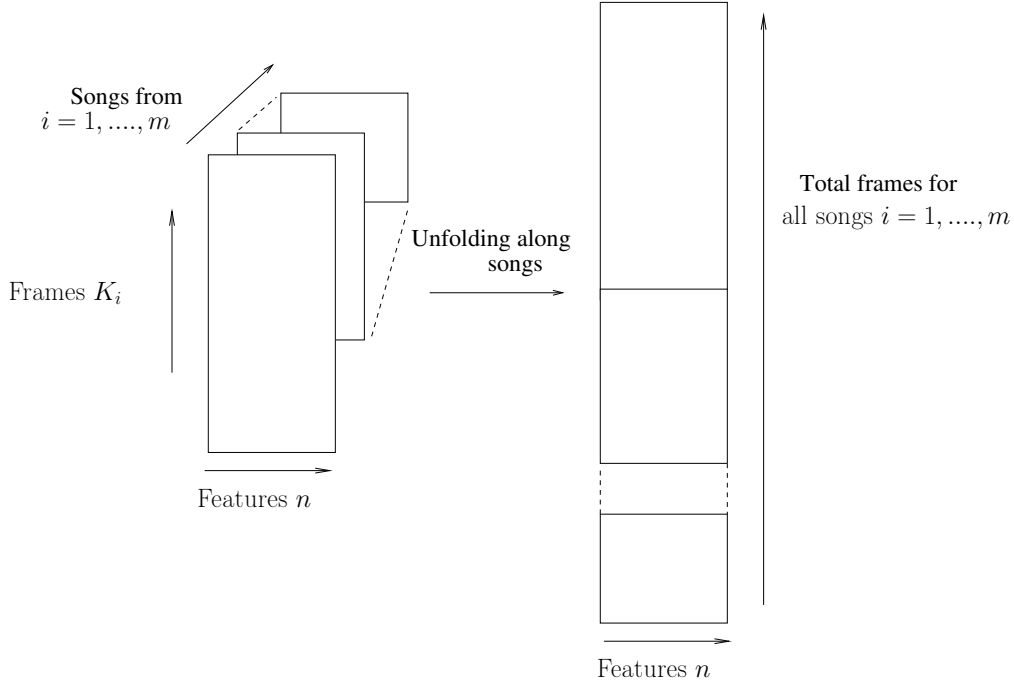 Songs from
i = 1, ...., m
Frames K_i
Features n
Unfolding along
songs
Total frames for
all songs i = 1, ...., m
Features n